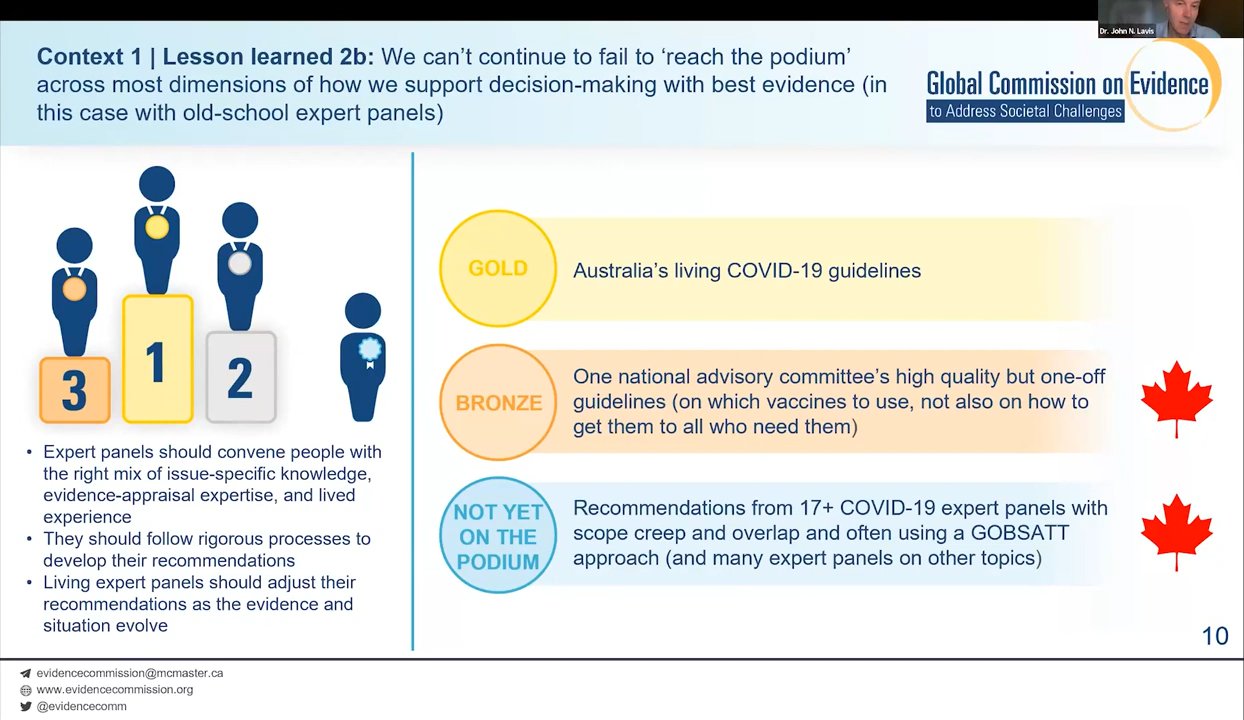 Dr. John N. Lavis
Context 1 | Lesson learned 2b: We can't continue to fail to 'reach the podium'
across most dimensions of how we support decision-making with best evidence (in
this case with old-school expert panels)
Global Commission on Evidence
to Address Societal Challenges
3
1
2
• Expert panels should convene people with
the right mix of issue-specific knowledge,
evidence-appraisal expertise, and lived
experience
• They should follow rigorous processes to
develop their recommendations
• Living expert panels should adjust their
recommendations as the evidence and
situation evolve
GOLD
Australia's living COVID-19 guidelines
BRONZE
One national advisory committee's high quality but one-off
guidelines (on which vaccines to use, not also on how to
get them to all who need them)
NOT YET
ON THE
PODIUM
Recommendations from 17+ COVID-19 expert panels with
scope creep and overlap and often using a GOBSATT
approach (and many expert panels on other topics)
10
evidencecommission@mcmaster.ca
www.evidencecommission.org
@evidencecomm